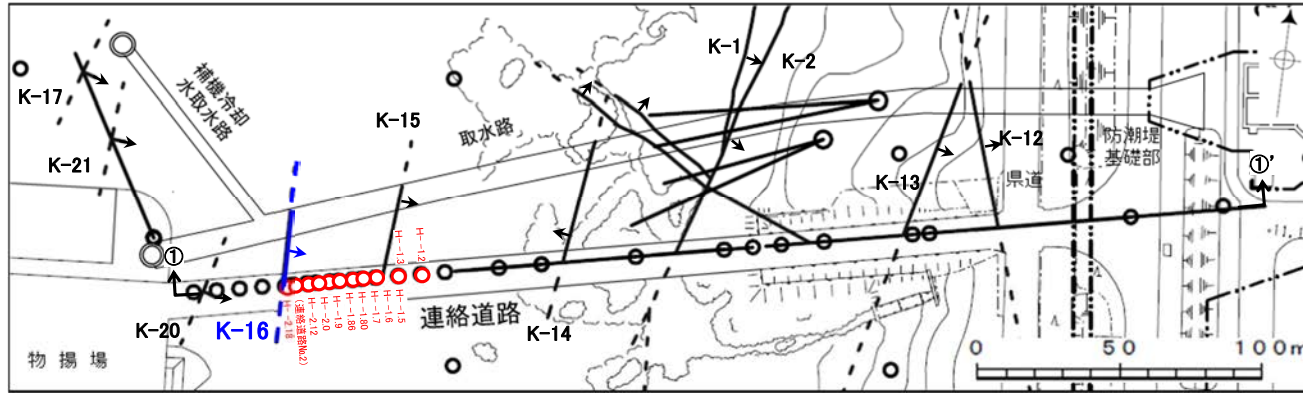 K-17
補機冷却
水取水路
K-21
K-15
取水路
K-1
K-2
K-12
防潮堤
基礎部
①’
県道
K-13
①
K-20
K-16
H--2.18
(連絡道路No.2)
H--2.12
H--2.0
H--1.9
H--1.86
H--1.80
H--1.7
H--1.6
H--1.5
H--1.3
H--1.2
連絡道路
K-14
物揚場
0 50 100m